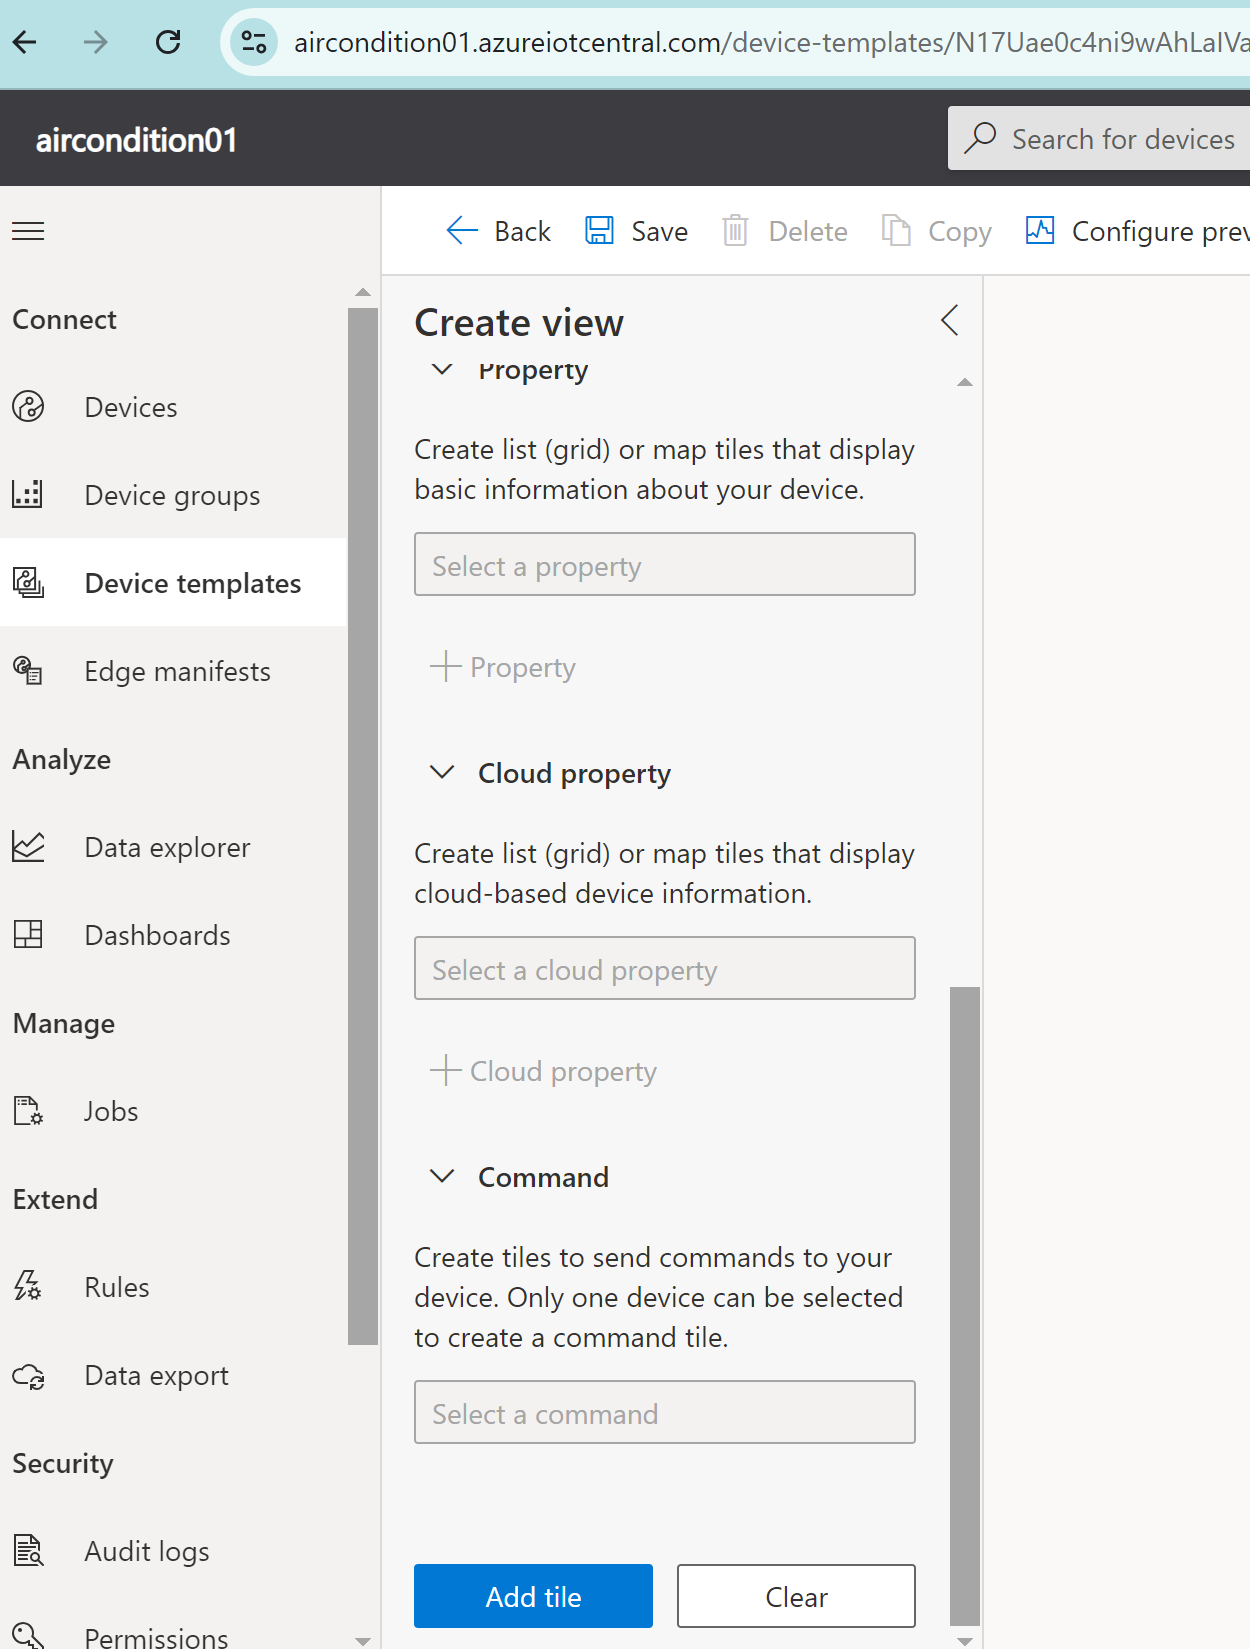 aircondition01.azureiotcentral.com/device-templates/N17Uae0c4ni9wAhLaIVa
aircondition01
Search for devices
Back
Save
Delete
Copy
Configure prev
Connect
Devices
Device groups
Device templates
Edge manifests
Analyze
Data explorer
Dashboards
Manage
Jobs
Extend
Rules
Data export
Security
Audit logs
Permissions
Create view
Property
Create list (grid) or map tiles that display
basic information about your device.
Select a property
Property
Cloud property
Create list (grid) or map tiles that display
cloud-based device information.
Select a cloud property
Cloud property
Command
Create tiles to send commands to your
device. Only one device can be selected
to create a command tile.
Select a command
Add tile
Clear